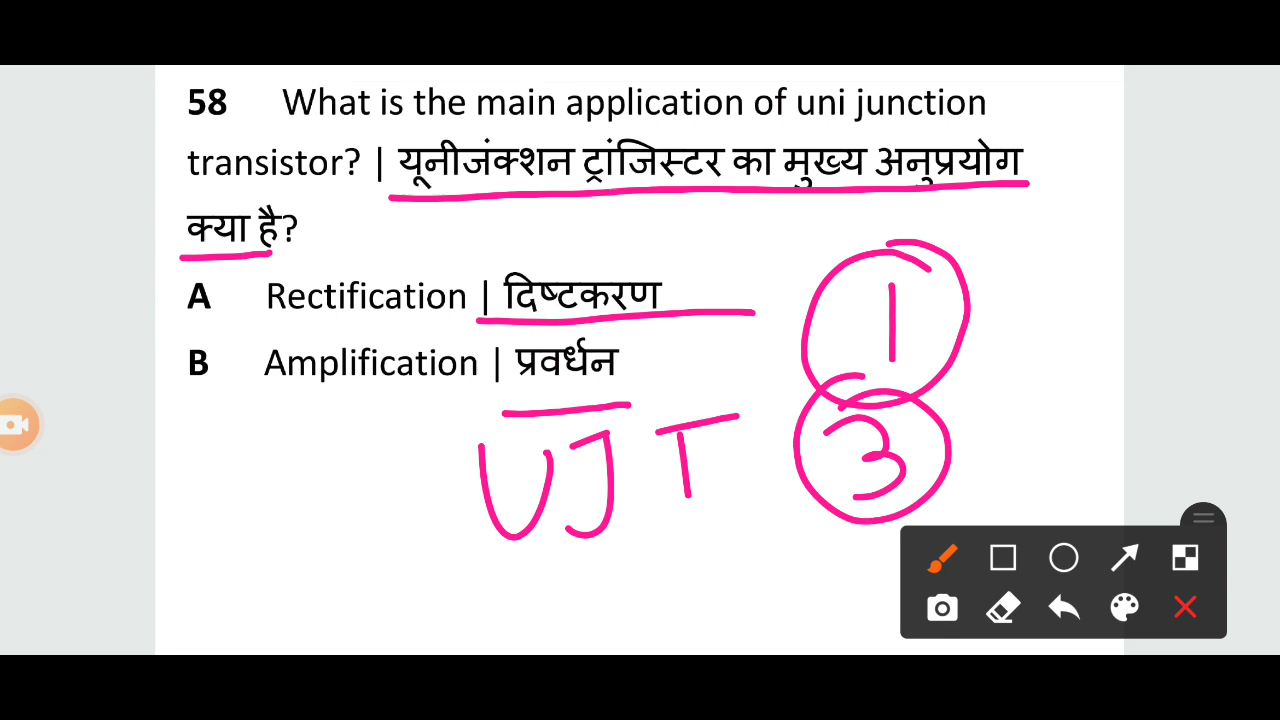 58 What is the main application of uni junction
transistor? | यूनीजंक्शन ट्रांजिस्टर का मुख्य अनुप्रयोग
क्या है?
A Rectification | दिष्टकरण
B Amplification | प्रवर्धन
1
UJT
3